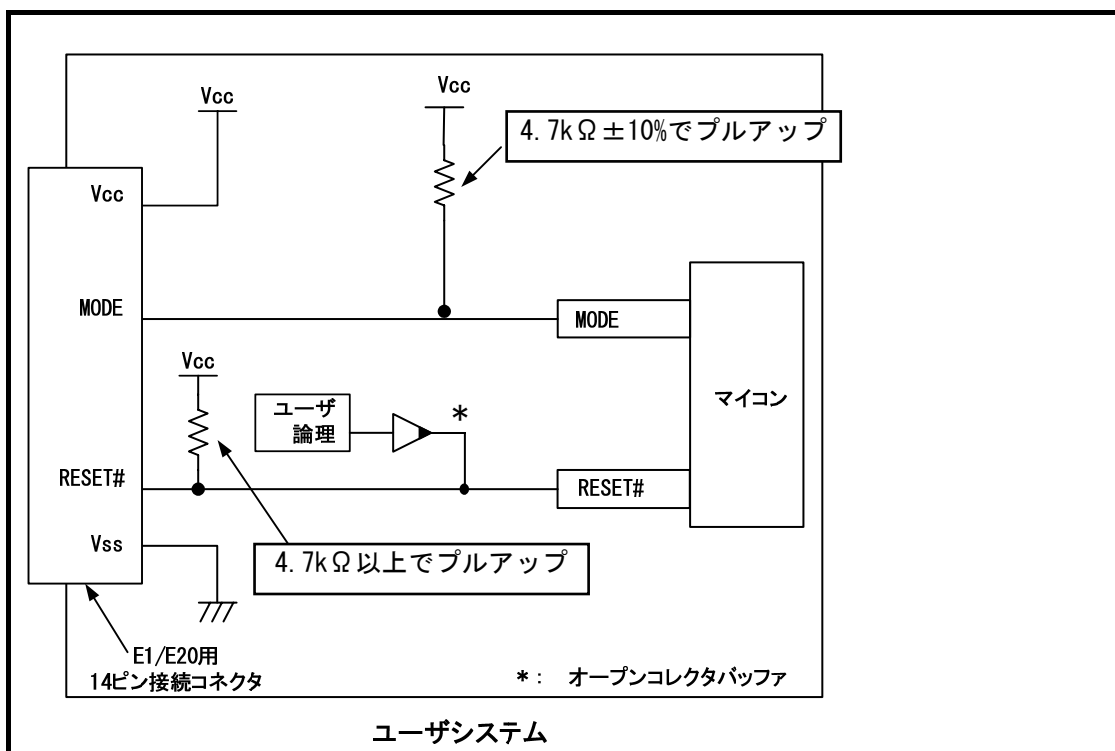 Vcc
Vcc
4.7kΩ±10%でプルアップ
Vcc
MODE
MODE
Vcc
マイコン
ユーザ
論理
*
RESET#
RESET#
Vss
4.7kΩ以上でプルアップ
E1/E20用
14ピン接続コネクタ
*: オープンコレクタバッファ
ユーザシステム